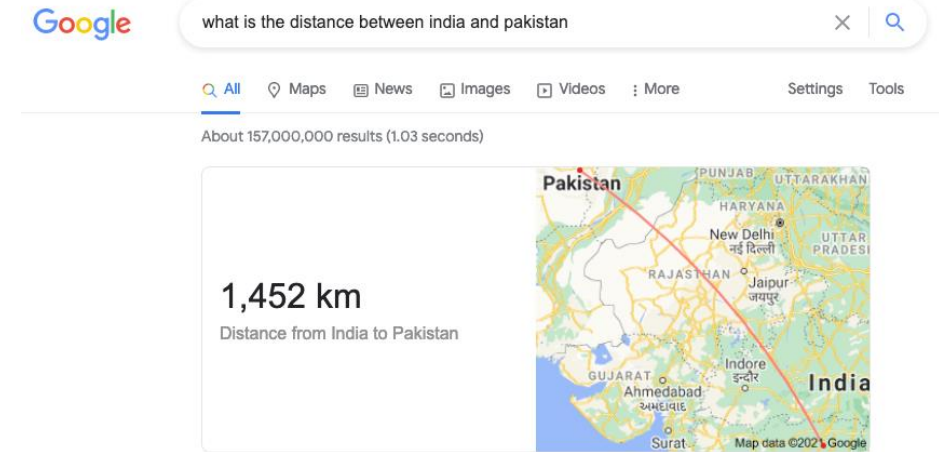 Google
what is the distance between india and pakistan
All Maps News Images Videos More Settings Tools
About 157,000,000 results (1.03 seconds)
1,452 km
Distance from India to Pakistan
Pakistan
PUNJAB
UTTARAKHAN
HARYANA
New Delhi
नई दिल्ली
UTTAR
PRADESI
RAJASTHAN
Jaipur
जयपुर
Indore
इन्दौर
India
GUJARAT
Ahmedabad
અમદાવાદ
Surat
Map data ©2021 Google